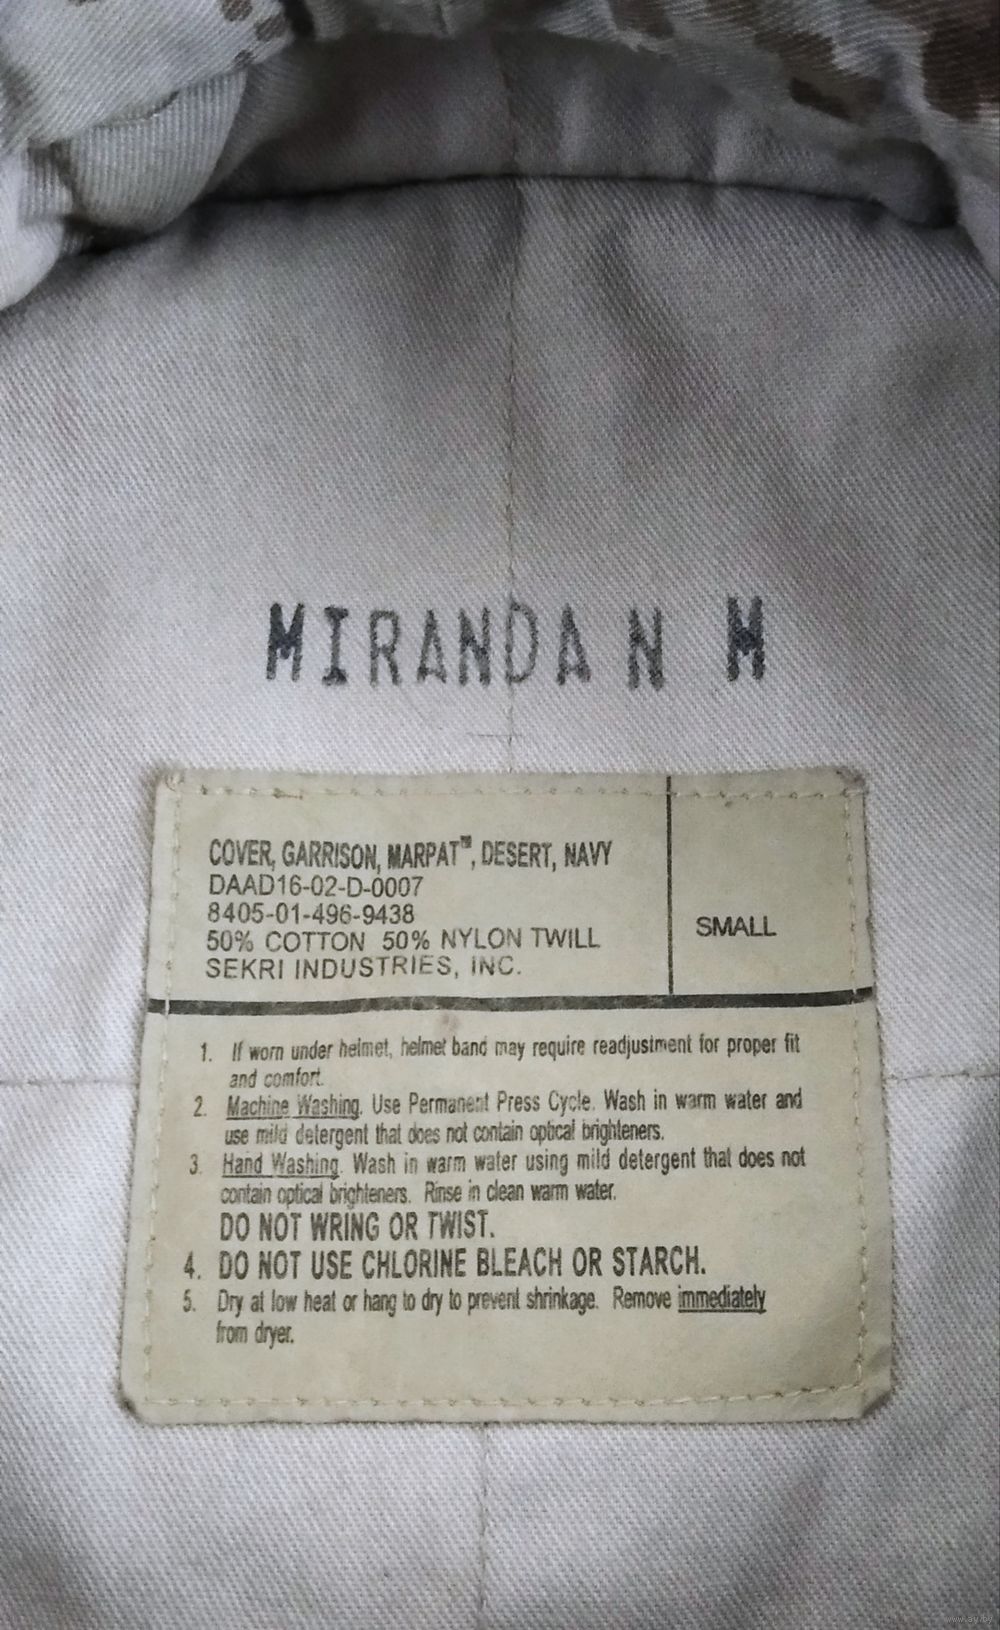 MIRANDA N M
COVER, GARRISON, MARPAT™, DESERT, NAVY
DAAD16-02-D-0007
8405-01-496-9438
50% COTTON 50% NYLON TWILL
SEKRI INDUSTRIES, INC.
SMALL
1. If worn under helmet, helmet band may require readjustment for proper fit
and comfort.
2. Machine Washing. Use Permanent Press Cycle. Wash in warm water and
use mild detergent that does not contain optical brighteners.
3. Hand Washing. Wash in warm water using mild detergent that does not
contain optical brighteners. Rinse in clean warm water.
DO NOT WRING OR TWIST.
4. DO NOT USE CHLORINE BLEACH OR STARCH.
5. Dry at low heat or hang to dry to prevent shrinkage. Remove immediately
from dryer.
www.ay.by